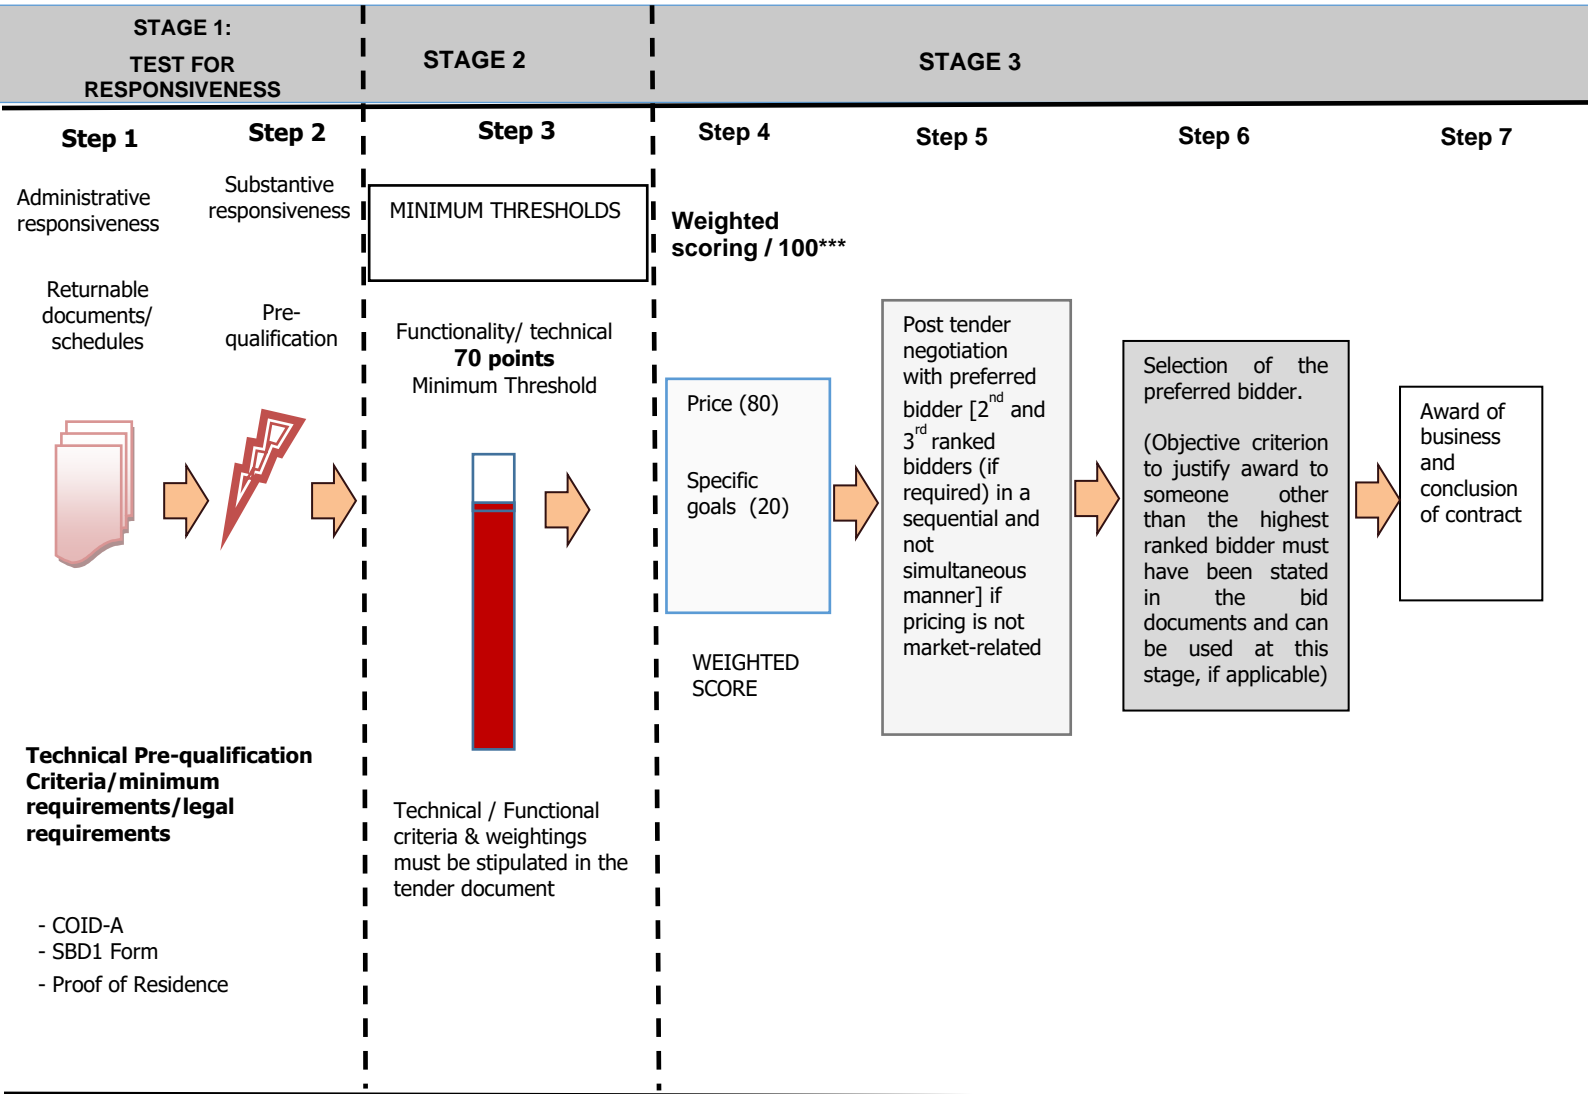 STAGE 1:
TEST FOR
RESPONSIVENESS
STAGE 2
STAGE 3
Step 1
Step 2
Step 3
Step 4
Step 5
Step 6
Step 7
Administrative
responsiveness
Substantive
responsiveness
MINIMUM THRESHOLDS
Weighted
scoring / 100***
Returnable
documents/
schedules
Pre-
qualification
Functionality/ technical
70 points
Minimum Threshold
Price (80)
Specific
goals (20)
WEIGHTED
SCORE
Post tender
negotiation
with preferred
bidder [2nd and
3rd ranked
bidders (if
required) in a
sequential and
not
simultaneous
manner] if
pricing is not
market-related
Selection of the
preferred bidder.
(Objective criterion
to justify award to
someone other
than the highest
ranked bidder must
have been stated
in the bid
documents and can
be used at this
stage, if applicable)
Award of
business
and
conclusion
of contract
Technical Pre-qualification
Criteria/minimum
requirements/legal
requirements
Technical / Functional
criteria & weightings
must be stipulated in the
tender document
- COID-A
- SBD1 Form
- Proof of Residence